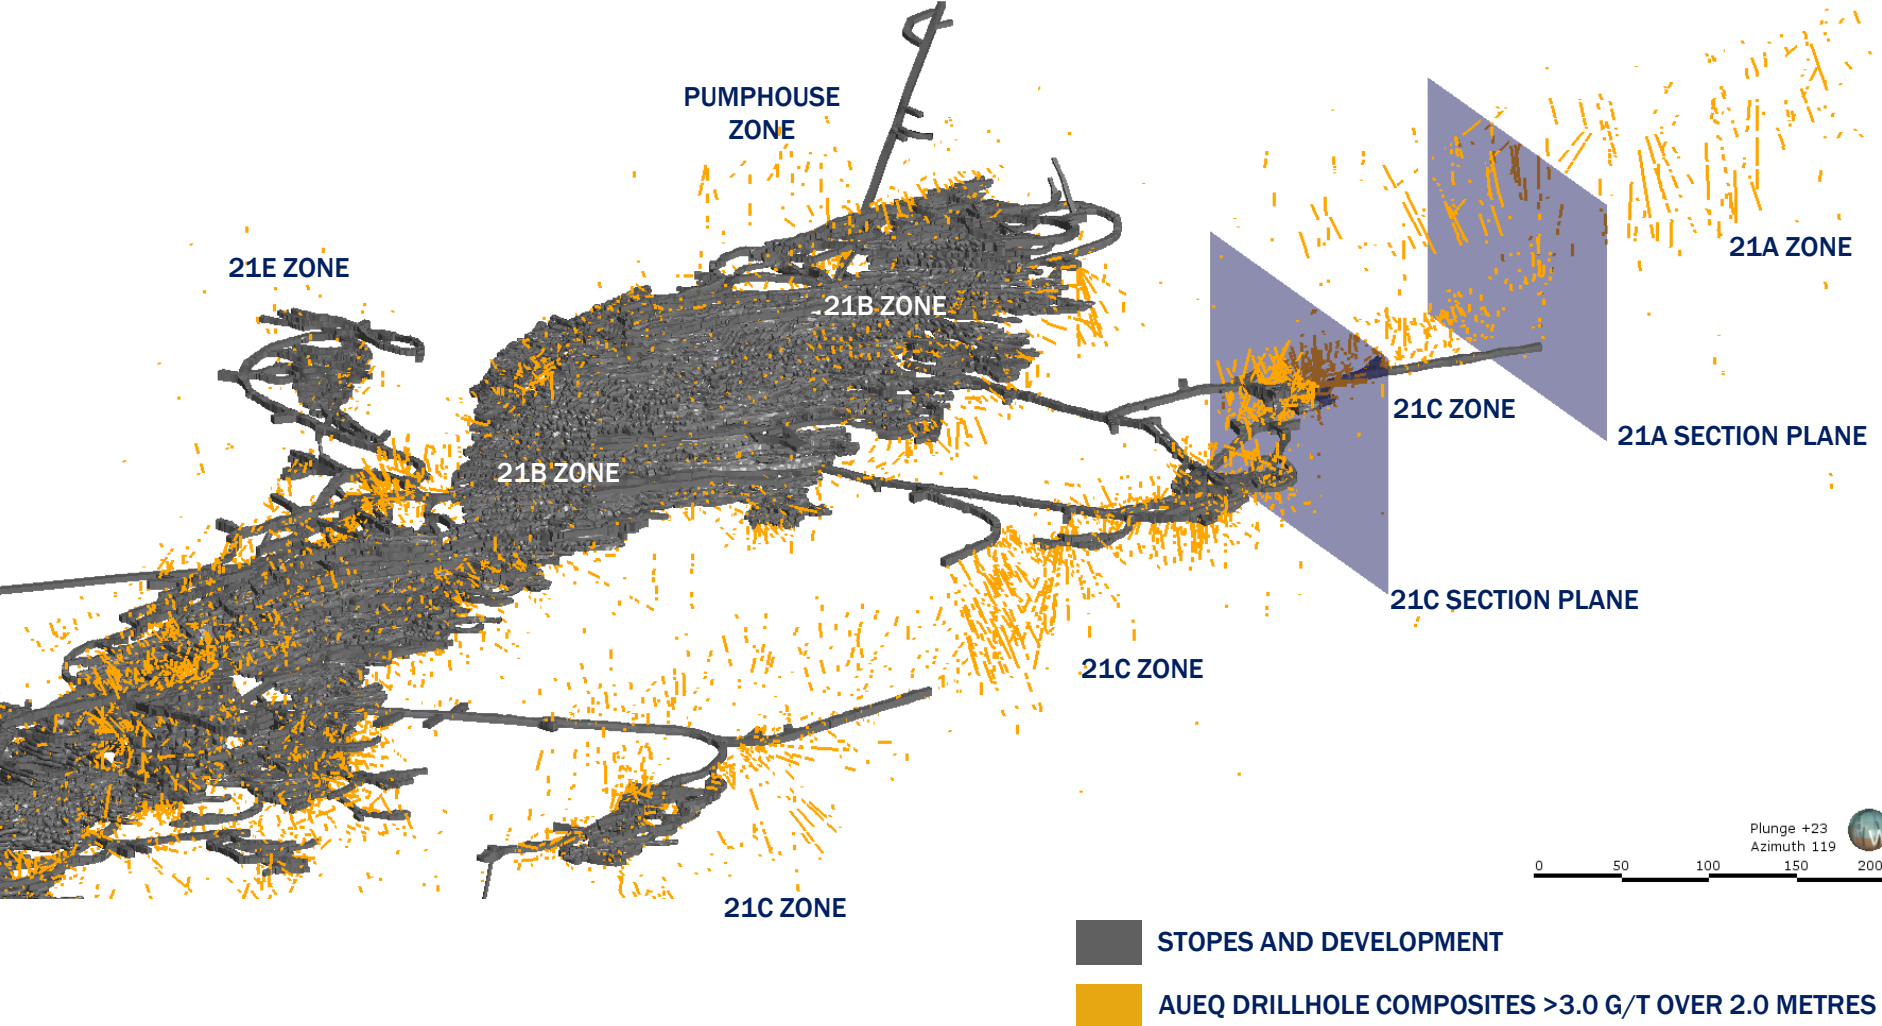 PUMPHOUSE
ZONE
21E ZONE
21B ZONE
21A ZONE
21C ZONE
21A SECTION PLANE
21B ZONE
21C SECTION PLANE
21C ZONE
Plunge +23
Azimuth 119
W
0 50 100 150 200
21C ZONE
STOPES AND DEVELOPMENT
AUEQ DRILLHOLE COMPOSITES >3.0 G/T OVER 2.0 METRES